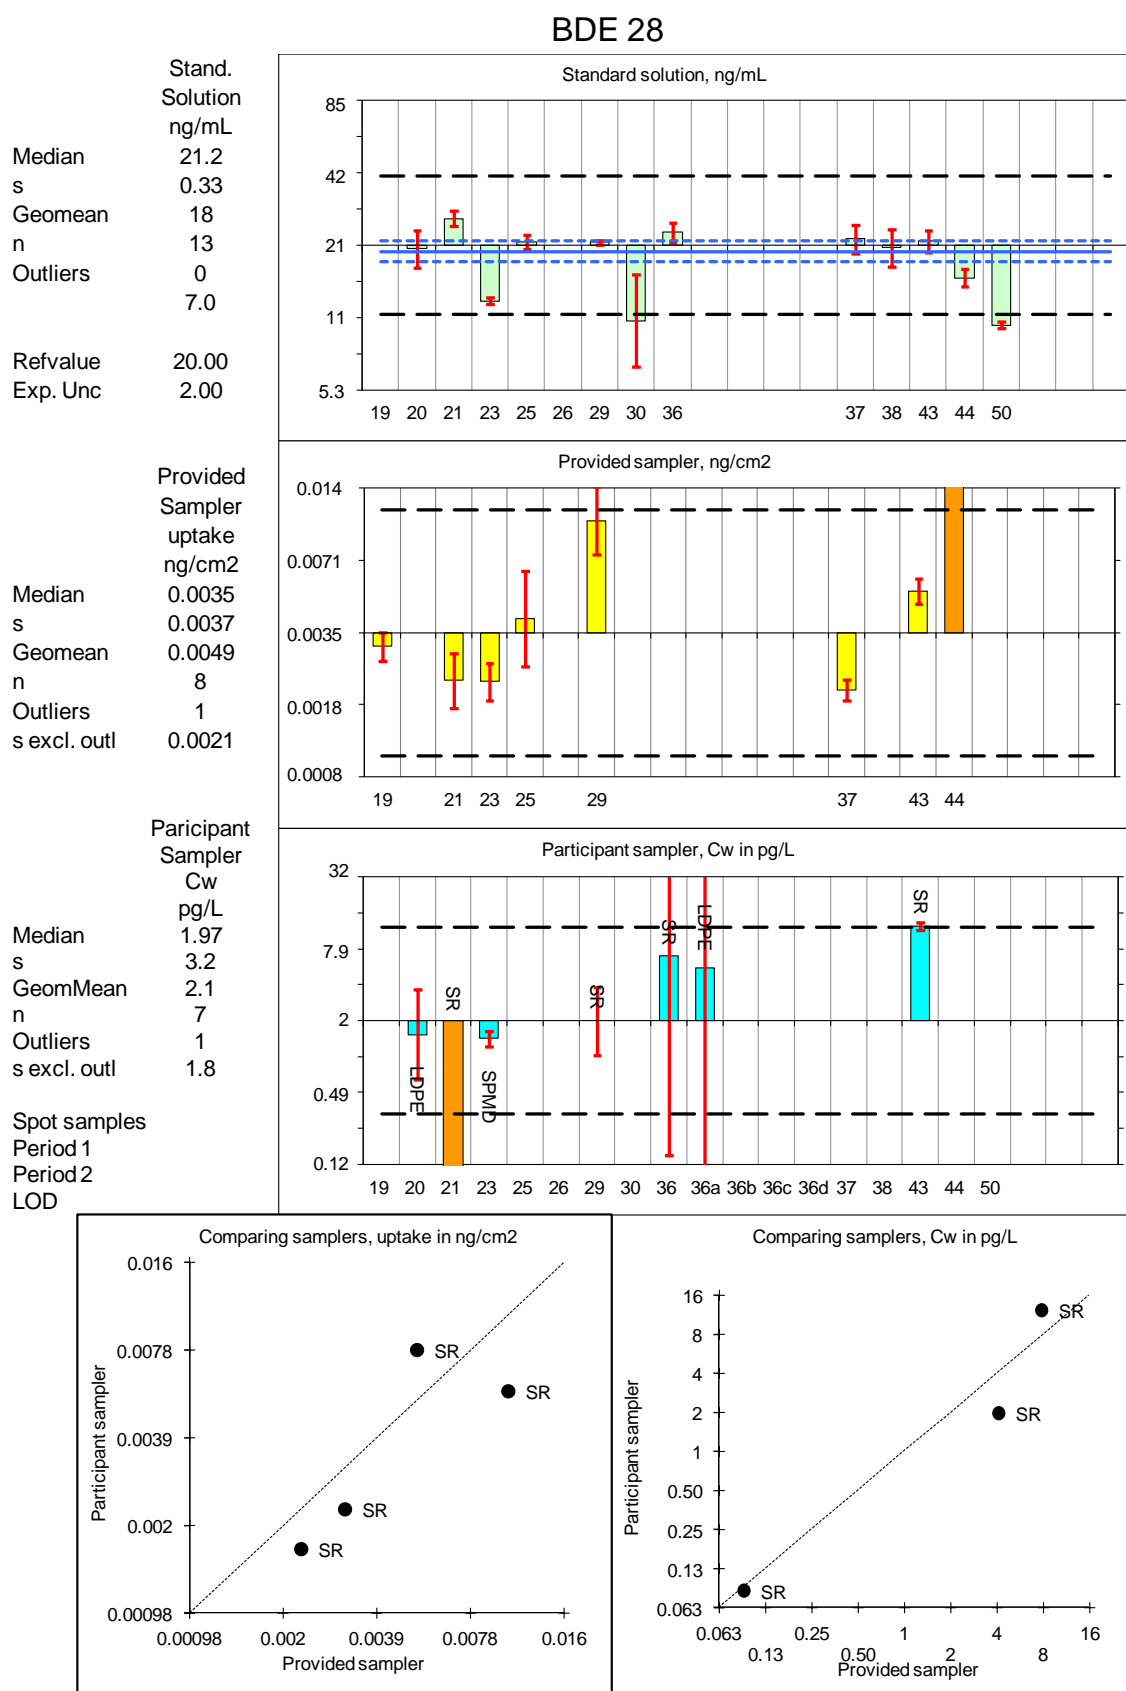 BDE 28
Stand.
Solution
ng/mL
Median 21.2
s 0.33
Geomean 18
n 13
Outliers 0
7.0
Refvalue 20.00
Exp. Unc 2.00
Standard solution, ng/mL
85
42
21
11
5.3
19 20 21 23 25 26 29 30 36 37 38 43 44 50
Provided
Sampler
uptake
ng/cm2
Median 0.0035
s 0.0037
Geomean 0.0049
n 8
Outliers 1
s excl. outl 0.0021
Provided sampler, ng/cm2
0.014
0.0071
0.0035
0.0018
0.0008
19 21 23 25 29 37 43 44
Paricipant
Sampler
Cw
pg/L
Median 1.97
s 3.2
GeomMean 2.1
n 7
Outliers 1
s excl. outl 1.8
Spot samples
Period 1
Period 2
LOD
Participant sampler, Cw in pg/L
32
7.9
2
0.49
0.12
LDPE
SR
SPMD
SR
SR
LDPE
SR
19 20 21 23 25 26 29 30 36 36a 36b 36c 36d 37 38 43 44 50
Comparing samplers, uptake in ng/cm2
Participant sampler
0.016
0.0078
0.0039
0.002
0.00098
SR
SR
SR
SR
0.00098 0.002 0.0039 0.0078 0.016
Provided sampler
Comparing samplers, Cw in pg/L
Participant sampler
16
8
4
2
1
0.50
0.25
0.13
0.063
SR
SR
SR
0.063 0.13 0.25 0.50 1 2 4 8 16
Provided sampler